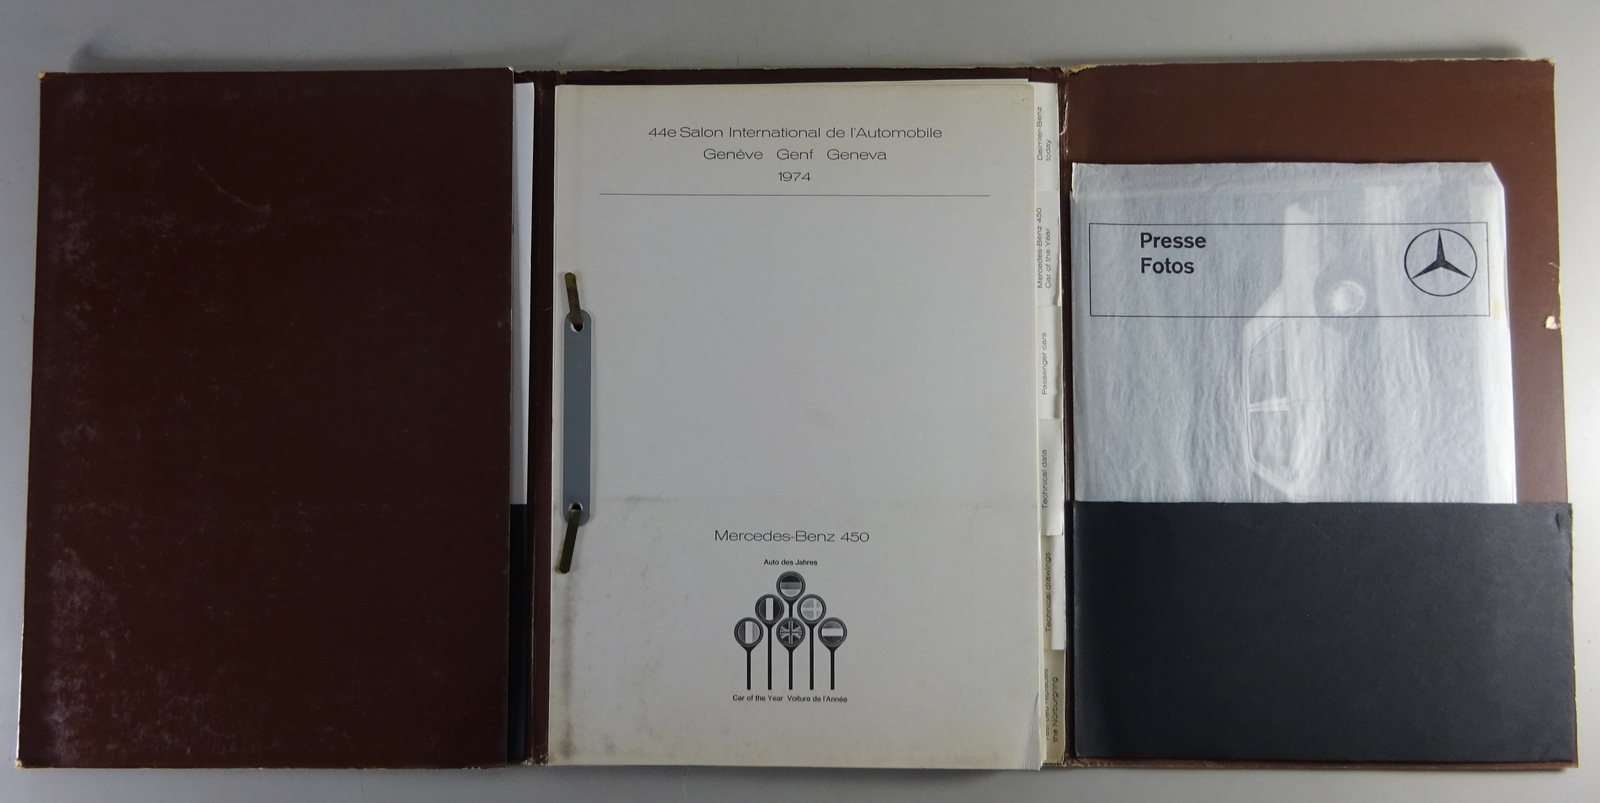 44e Salon International de l'Automobile
Genève Genf Geneva
1974
Mercedes-Benz 450
Auto des Jahres
Car of the Year Voiture de l'Année
Daimler-Benz
today
Mercedes-Benz 450
Car of the Year
Passenger cars
Technical data
Technical drawings
the Nürburgring
Presse
Fotos